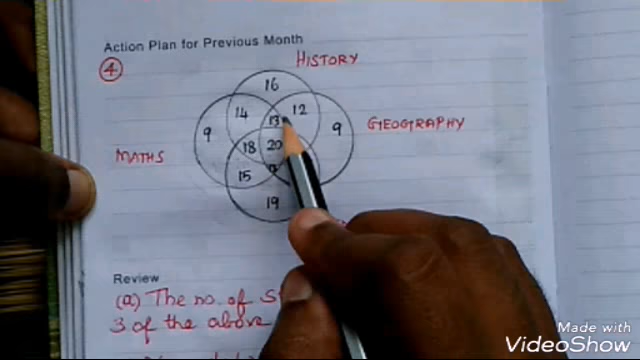 Action Plan for Previous Month
4
HISTORY
16
14 12
13
9 9
GEOGRAPHY
MATHS
18 20
15
19
Review
(a) The no. of S
3 of the above
Made with
VideoShow